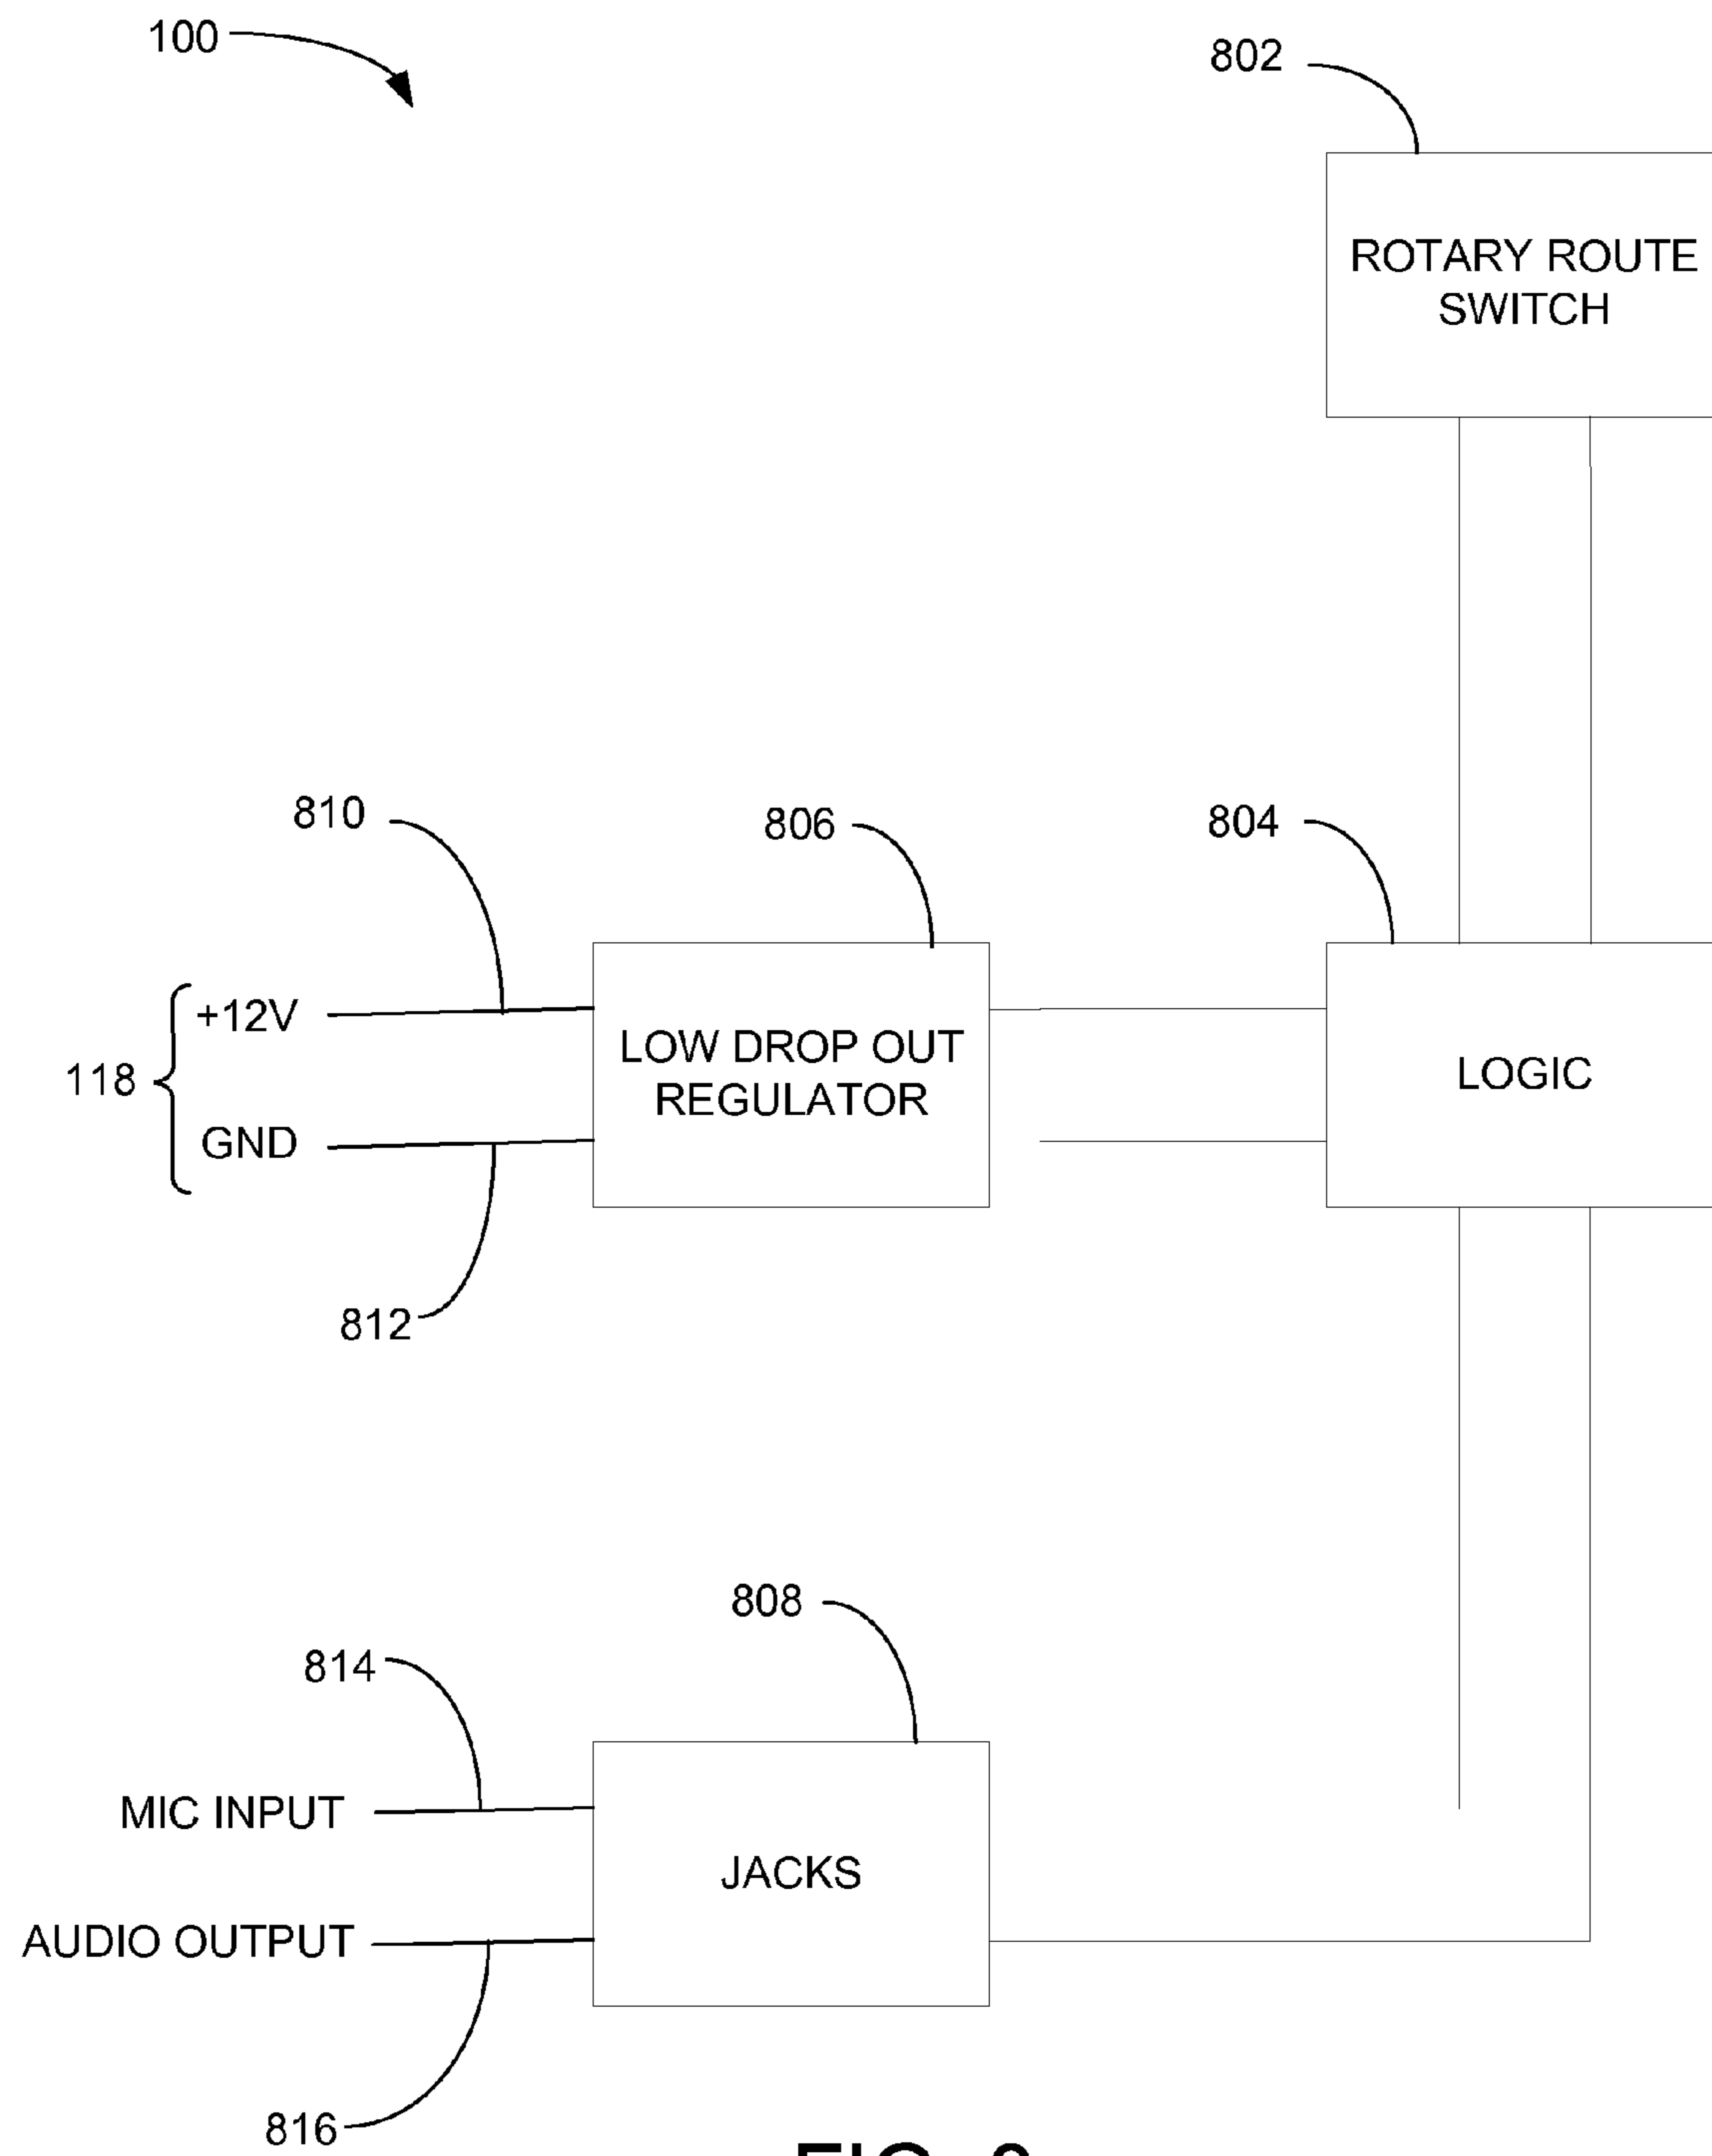 100
802
ROTARY ROUTE
SWITCH
810
806
804
+12V
118
GND
LOW DROP OUT
REGULATOR
LOGIC
812
808
814
MIC INPUT
JACKS
AUDIO OUTPUT
816
FIG.